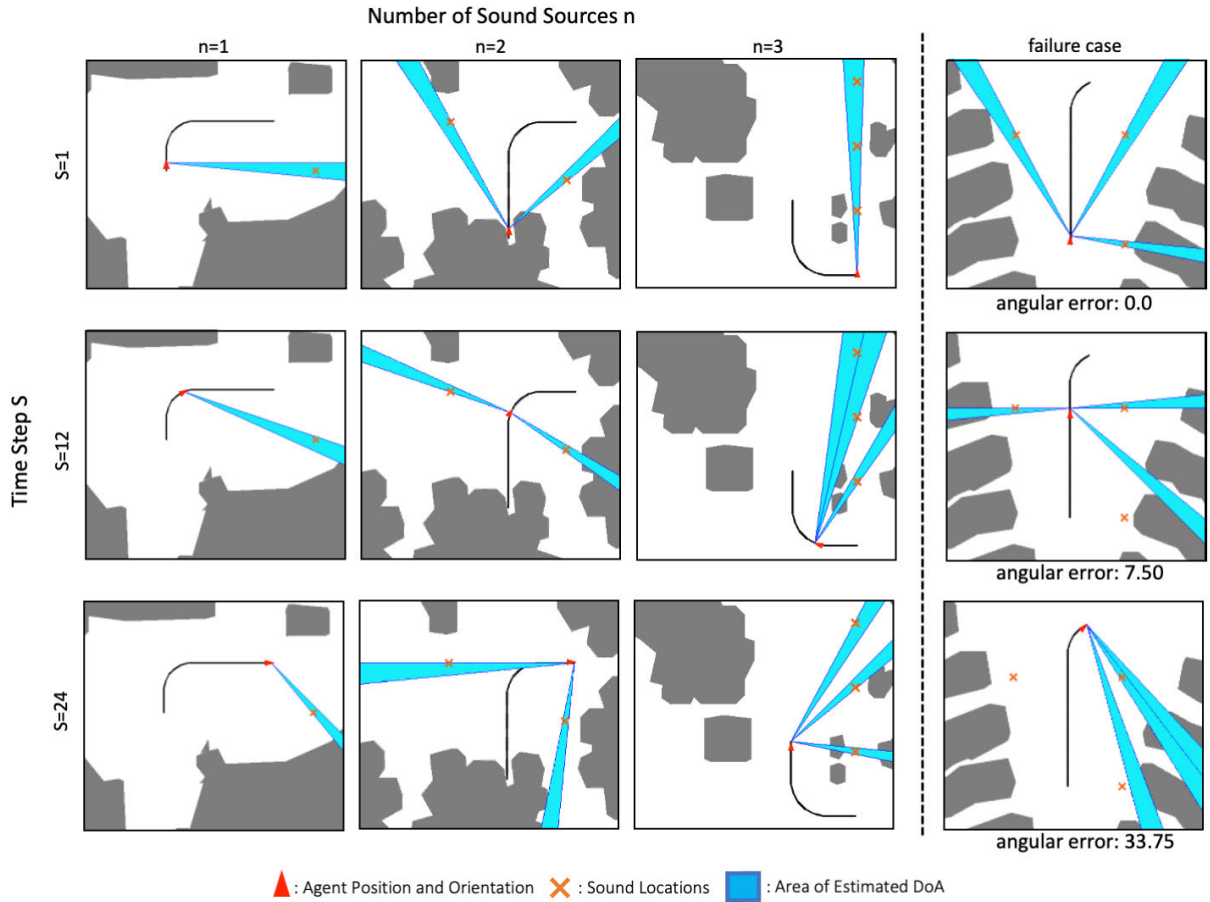 Number of Sound Sources n
n=1
n=2
n=3
failure case
S=1
angular error: 0.0
Time Step S
S=12
angular error: 7.50
S=24
angular error: 33.75
: Agent Position and Orientation
: Sound Locations
: Area of Estimated DoA